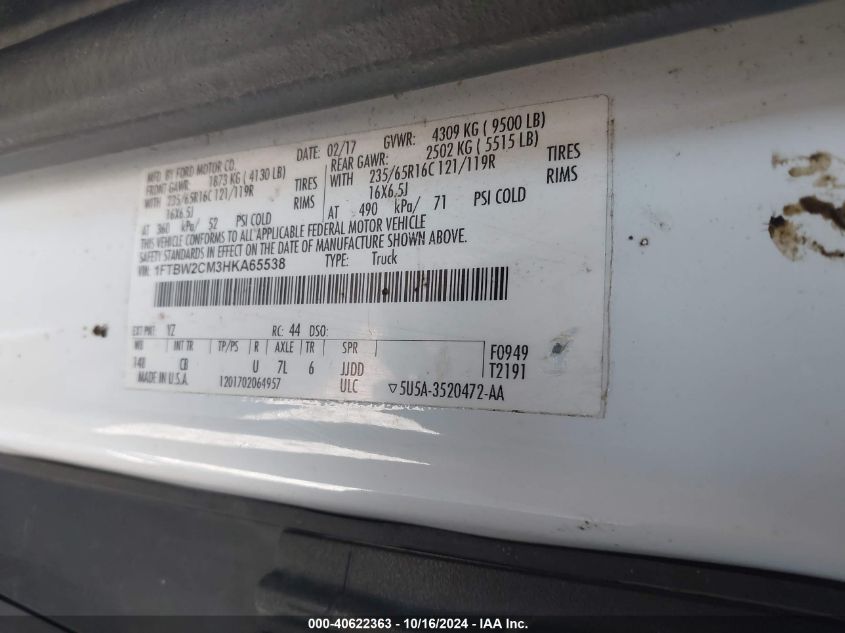 MFD. BY FORD MOTOR CO.
DATE: 02/17 GVWR: 4309 KG ( 9500 LB)
FRONT GAWR: 1873 KG ( 4130 LB)
REAR GAWR: 2502 KG ( 5515 LB)
WITH 235/65R16C 121/119R TIRES
WITH 235/65R16C 121/119R TIRES
16X6.5J RIMS
16X6.5J RIMS
AT 360 kPa/ 52 PSI COLD
AT 490 kPa/ 71 PSI COLD
THIS VEHICLE CONFORMS TO ALL APPLICABLE FEDERAL MOTOR VEHICLE
SAFETY STANDARDS IN EFFECT ON THE DATE OF MANUFACTURE SHOWN ABOVE.
VIN: 1FTBW2CM3HKA65538 TYPE: Truck
EXT PNT: YZ RC: 44 DSO:
WB INT TR TP/PS R AXLE TR SPR
148 CB U 7L 6 JJDD
F0949
T2191
MADE IN U.S.A. 1201702064957 ULC ▽5U5A-3520472-AA
000-40622363 - 10/16/2024 - IAA Inc.